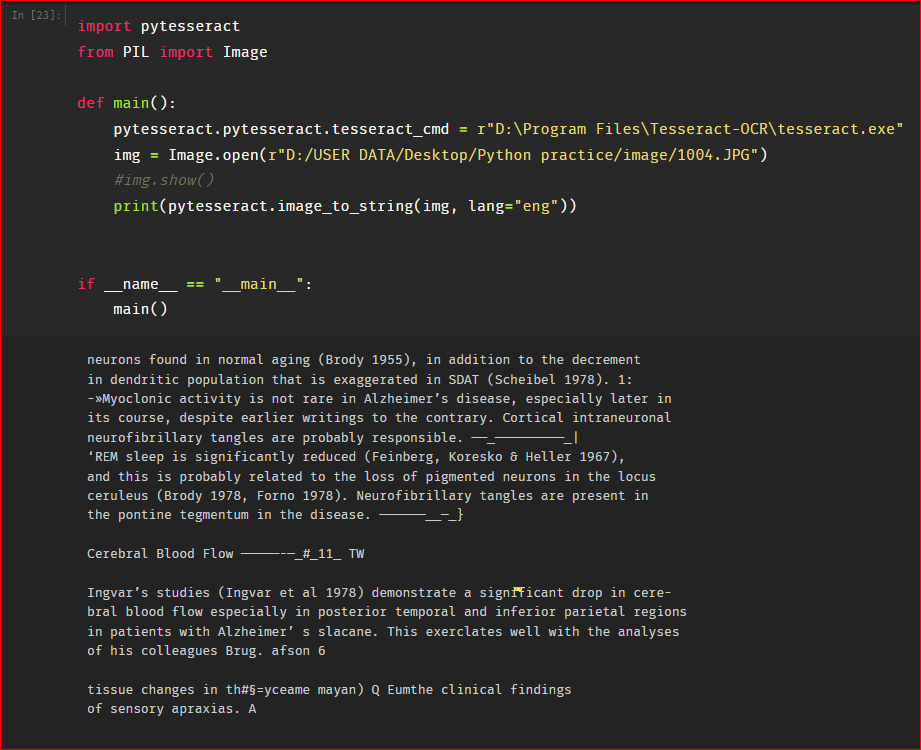 In [23]:
import pytesseract
from PIL import Image
def main():
pytesseract.pytesseract.tesseract_cmd = r"D:\Program Files\Tesseract-OCR\tesseract.exe"
img = Image.open(r"D:/USER DATA/Desktop/Python practice/image/1004.JPG")
#img.show()
print(pytesseract.image_to_string(img, lang="eng"))
if __name__ == "__main__":
main()
neurons found in normal aging (Brody 1955), in addition to the decrement
in dendritic population that is exaggerated in SDAT (Scheibel 1978). 1:
-»Myoclonic activity is not rare in Alzheimer’s disease, especially later in
its course, despite earlier writings to the contrary. Cortical intraneuronal
neurofibrillary tangles are probably responsible. ——_—————————_|
‘REM sleep is significantly reduced (Feinberg, Koresko & Heller 1967),
and this is probably related to the loss of pigmented neurons in the locus
ceruleus (Brody 1978, Forno 1978). Neurofibrillary tangles are present in
the pontine tegmentum in the disease. ——————__—_}
Cerebral Blood Flow —————-—_#_11_ TW
Ingvar’s studies (Ingvar et al 1978) demonstrate a significant drop in cere-
bral blood flow especially in posterior temporal and inferior parietal regions
in patients with Alzheimer’ s slacane. This exerclates well with the analyses
of his colleagues Brug. afson 6
tissue changes in th#§=yceame mayan) Q Eumthe clinical findings
of sensory apraxias. A